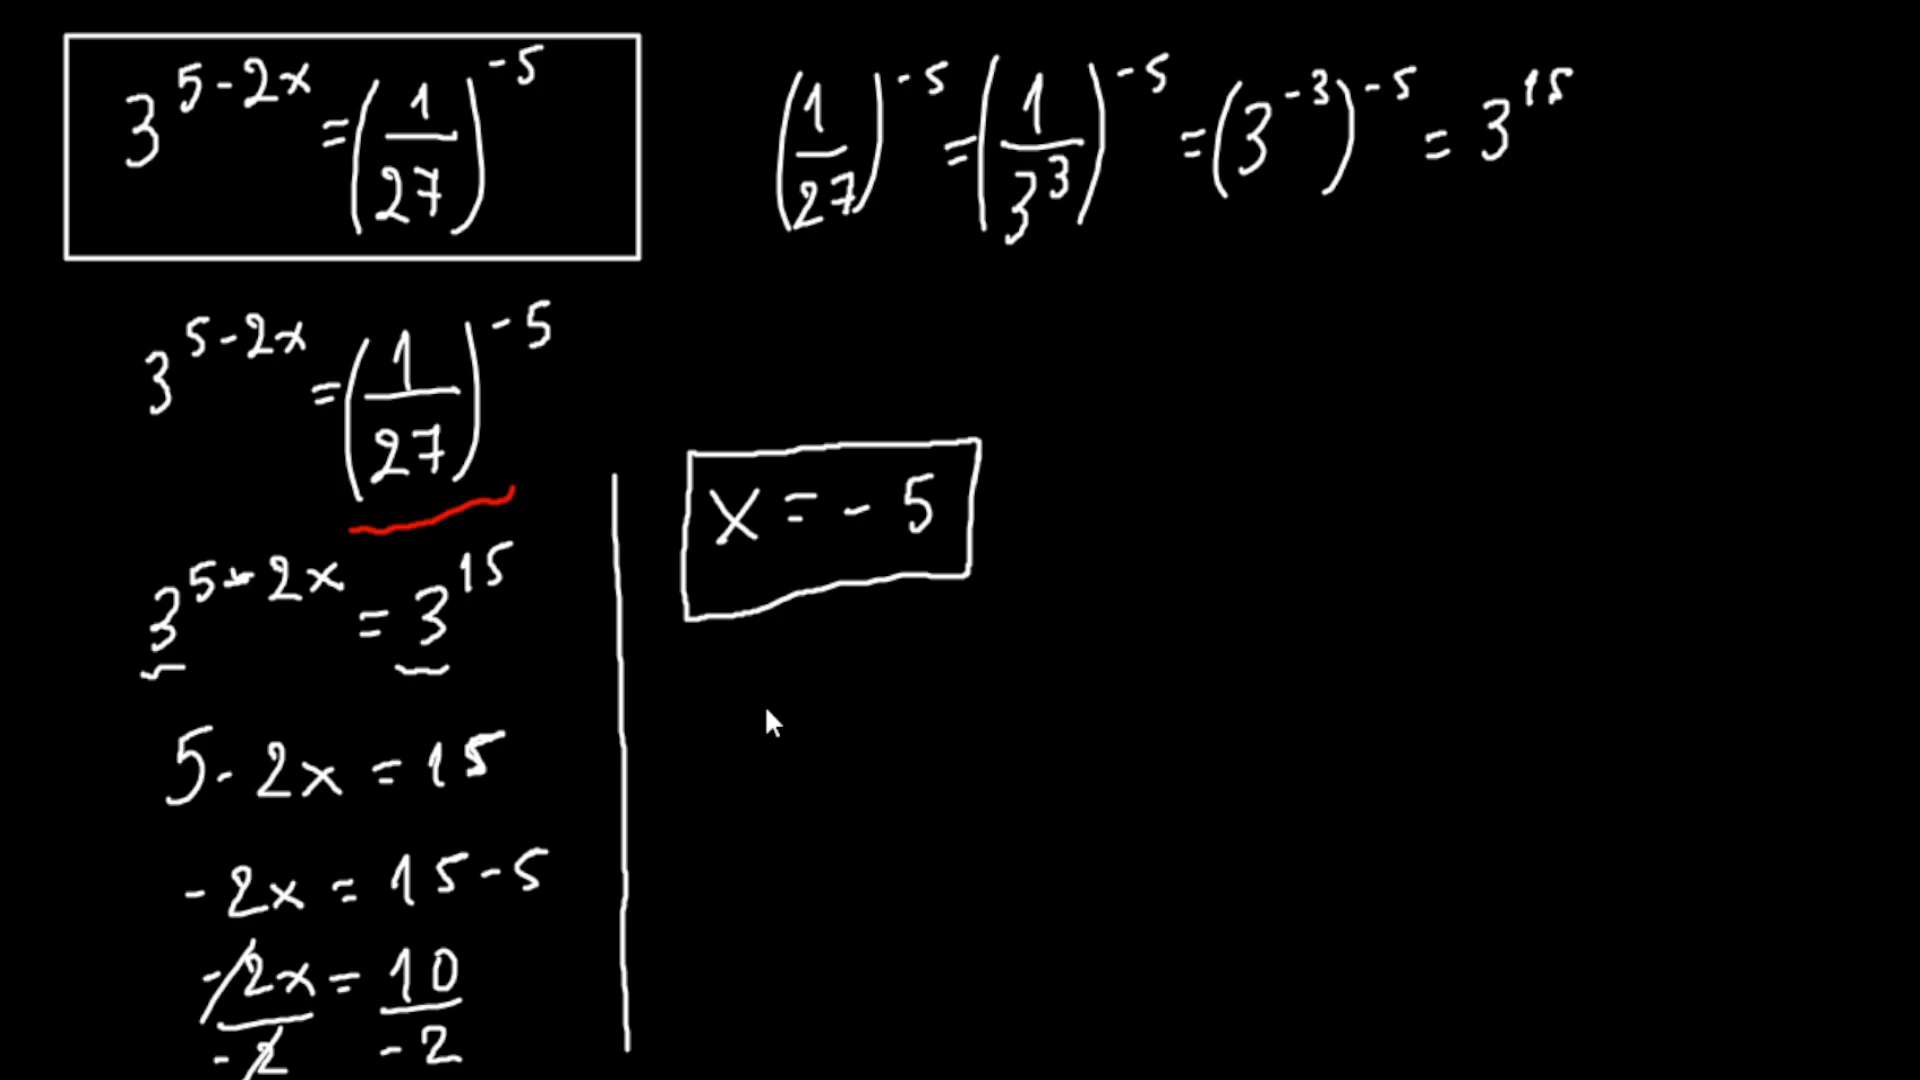 3^{5-2x} = (1/27)^{-5}
(1/27)^{-5} = (1/3^3)^{-5} = (3^{-3})^{-5} = 3^{15}
3^{5-2x} = (1/27)^{-5}
3^{5-2x} = 3^{15}
5-2x = 15
-2x = 15-5
-2x/-2 = 10/-2
x = -5